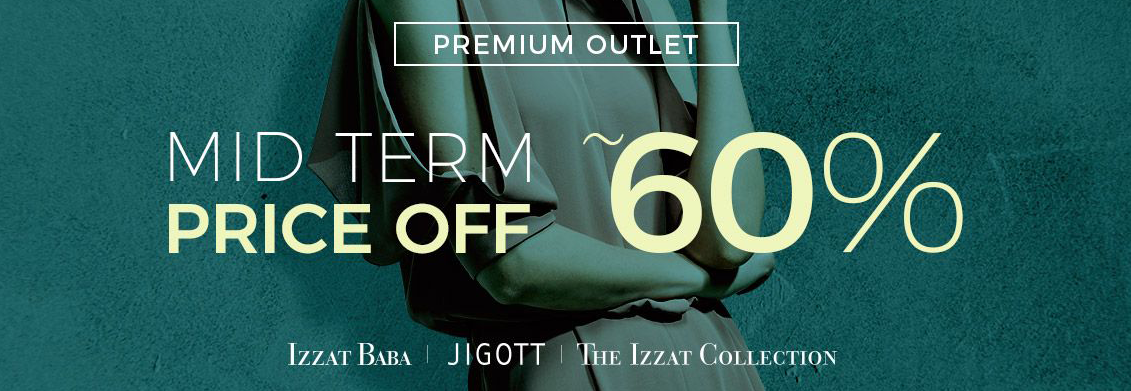 PREMIUM OUTLET
MID TERM
PRICE OFF
~60%
IZZAT BABA | JIGOTT | THE IZZAT COLLECTION